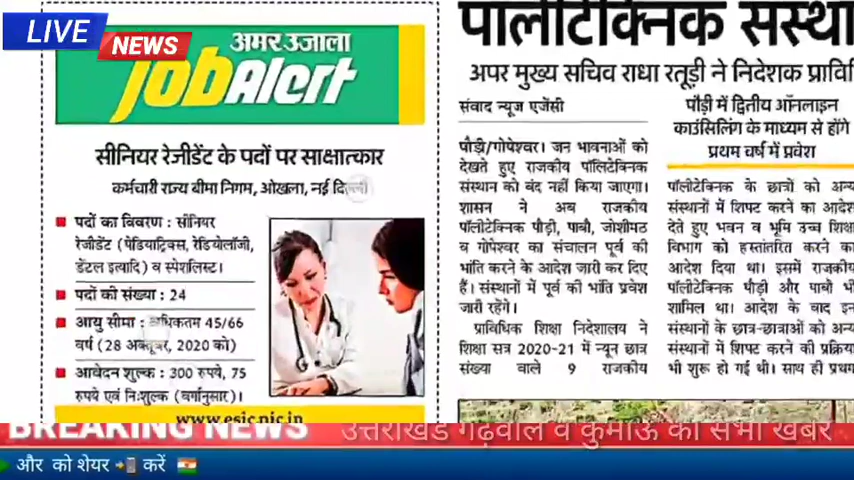 LIVE
NEWS
अमर उजाला
JobAlert
सीनियर रेजीडेंट के पदों पर साक्षात्कार
कर्मचारी राज्य बीमा निगम, ओखला, नई दिल्ली
पदों का विवरण : सीनियर
रेजीडेंट (पेडियाट्रिक्स, रेडियोलॉजी,
डेंटल इत्यादि) व स्पेशलिस्ट।
पदों की संख्या : 24
आयु सीमा : अधिकतम 45/66
वर्ष (28 अक्तूबर, 2020 को)
आवेदन शुल्क : 300 रुपये, 75
रुपये एवं निःशुल्क (वर्गानुसार)।
www.esic.nic.in
पॉलीटेक्निक संस्था
अपर मुख्य सचिव राधा रतूड़ी ने निदेशक प्रावि
संवाद न्यूज एजेंसी
पौड़ी/गोपेश्वर। जन भावनाओं को
देखते हुए राजकीय पॉलिटेक्निक
संस्थान को बंद नहीं किया जाएगा।
शासन ने अब राजकीय
पॉलीटेक्निक पौड़ी, पाबौ, जोशीमठ
व गोपेश्वर का संचालन पूर्व की
भांति करने के आदेश जारी कर दिए
हैं। संस्थानों में पूर्व की भांति प्रवेश
जारी रहेंगे।
प्राविधिक शिक्षा निदेशालय ने
शिक्षा सत्र 2020-21 में न्यून छात्र
संख्या वाले 9 राजकीय
पौड़ी में द्वितीय ऑनलाइन
काउंसिलिंग के माध्यम से होंगे
प्रथम वर्ष में प्रवेश
पॉलीटेक्निक के छात्रों को अन्य
संस्थानों में शिफ्ट करने का आदेश
देते हुए भवन व भूमि उच्च शिक्षा
विभाग को हस्तांतरित करने का
आदेश दिया था। इसमें राजकीय
पॉलीटेक्निक पौड़ी और पाबौ भी
शामिल था। आदेश के बाद इन
संस्थानों के छात्र-छात्राओं को अन्य
संस्थानों में शिफ्ट करने की प्रक्रिया
भी शुरू हो गई थी। साथ ही प्रथम
BREAKING NEWS
उत्तराखंड गढ़वाल व कुमाऊं की सभी खबरें
और को शेयर करें